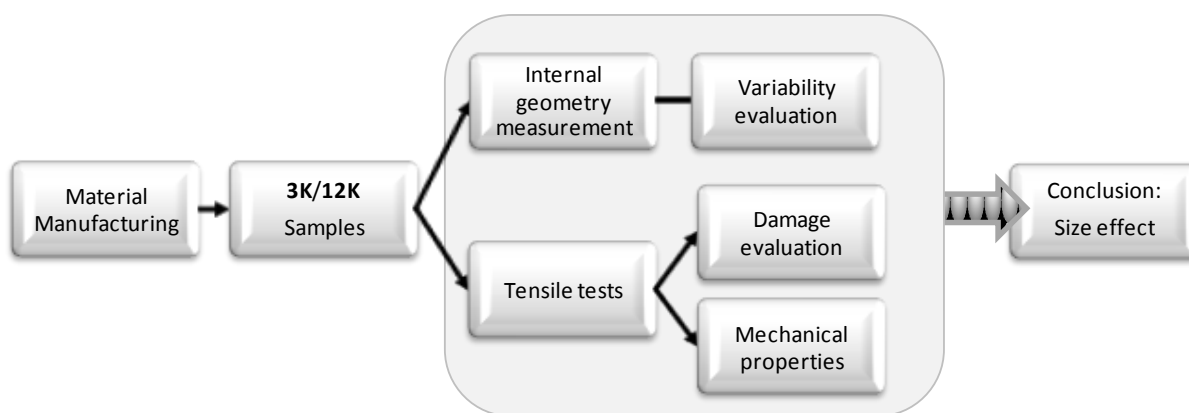 Material
Manufacturing
3K/12K
Samples
Internal
geometry
measurement
Variability
evaluation
Tensile tests
Damage
evaluation
Mechanical
properties
Conclusion:
Size effect